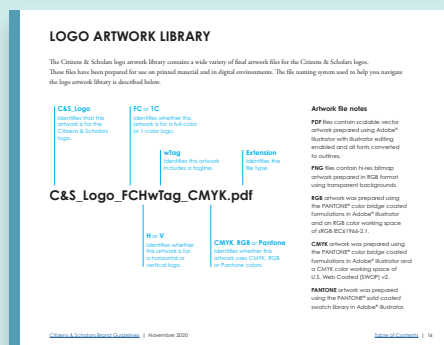 LOGO ARTWORK LIBRARY
The Citizens & Scholars logo artwork library contains a wide variety of final artwork files for the Citizens & Scholars logos.
These files have been prepared for use on printed material and in digital environments. The file naming system used to help you navigate
the logo artwork library is described below.
C&S_Logo
Identifies that this
artwork is for the
Citizens & Scholars
logo.
FC or 1C
Identifies whether this
artwork is for a full-color
or 1-color logo.
wTag
Identifies this artwork
includes a tagline.
Extension
Identifies the
file type.
C&S_Logo_FCHwTag_CMYK.pdf
H or V
Identifies whether
this artwork is for
a horizontal or
vertical logo.
CMYK, RGB or Pantone
Identifies whether this
artwork uses CMYK, RGB
or Pantone colors.
Artwork file notes
PDF files contain scalable vector
artwork prepared using Adobe®
Illustrator with Illustrator editing
enabled and all fonts converted
to outlines.
PNG files contain hi-res bitmap
artwork prepared in RGB format
using transparent backgrounds.
RGB artwork was prepared using
the PANTONE® color bridge coated
formulations in Adobe® Illustrator
and an RGB color working space
of sRGB IEC61966-2.1.
CMYK artwork was prepared using
the PANTONE® color bridge coated
formulations in Adobe® Illustrator and
a CMYK color working space of
U.S. Web Coated (SWOP) v2.
PANTONE artwork was prepared
using the PANTONE® solid coated
swatch library in Adobe® Illustrator.
Citizens & Scholars Brand Guidelines | November 2020
Table of Contents | 16